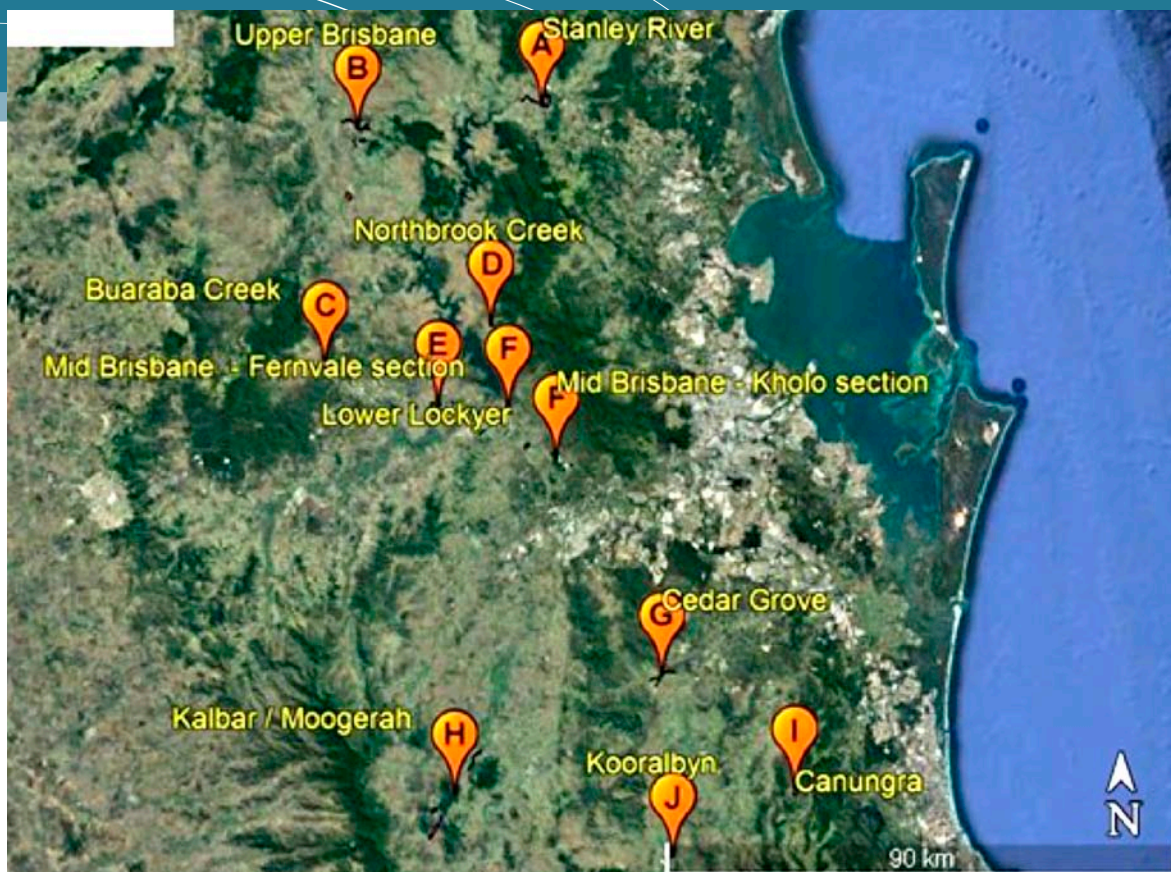 Stanley River
A
Upper Brisbane
B
Northbrook Creek
D
Buaraba Creek
C
E
F
Mid Brisbane - Fernvale section
Mid Brisbane - Kholo section
F
Lower Lockyer
Cedar Grove
G
Kalbar / Moogerah
H
I
Kooralbyn
Canungra
J
N
90 km